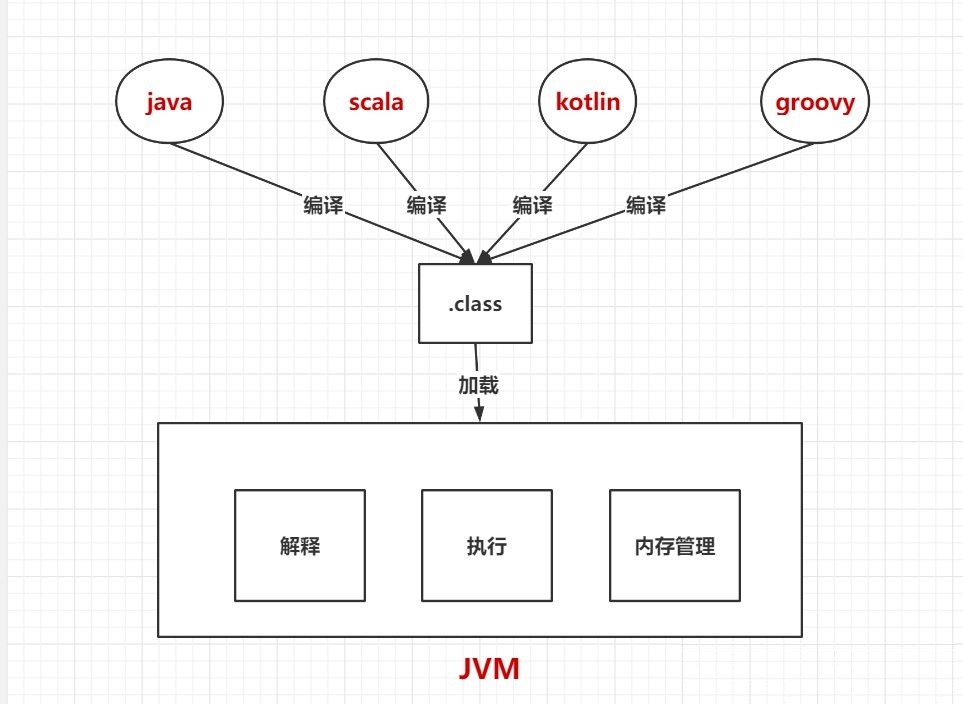 java
scala
kotlin
groovy
编译
编译
编译
编译
.class
加载
解释
执行
内存管理
JVM